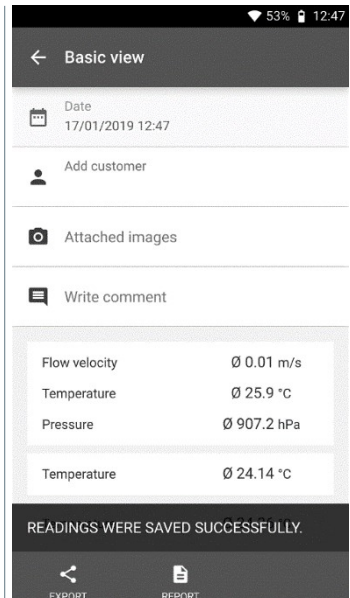 53% 12:47
Basic view
Date
17/01/2019 12:47
Add customer
Attached images
Write comment
Flow velocity Ø 0.01 m/s
Temperature Ø 25.9 °C
Pressure Ø 907.2 hPa
Temperature Ø 24.14 °C
READINGS WERE SAVED SUCCESSFULLY.
EXPORT REPORT